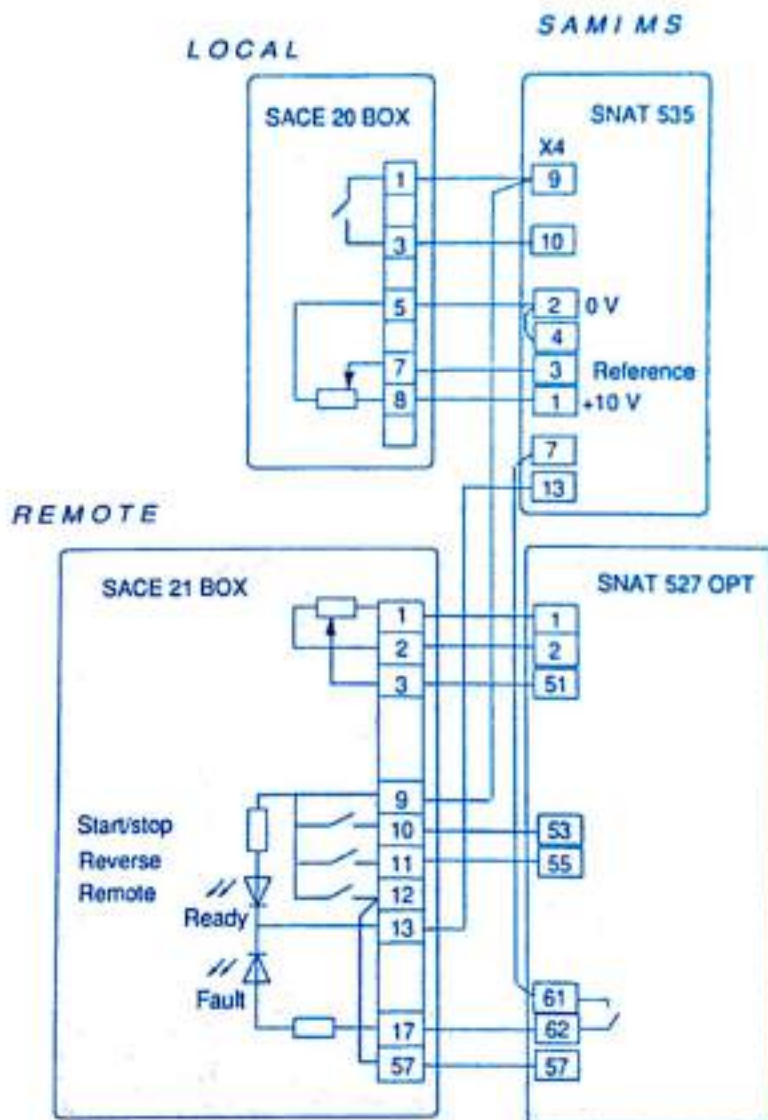 LOCAL
SAMI MS
SACE 20 BOX
SNAT 535
X4
1
9
3
10
5
2
0 V
4
7
3
Reference
8
1
+10 V
7
13
REMOTE
SACE 21 BOX
SNAT 527 OPT
1
1
2
2
3
51
9
Start/stop
10
53
Reverse
11
55
Remote
12
Ready
13
Fault
61
17
62
57
57